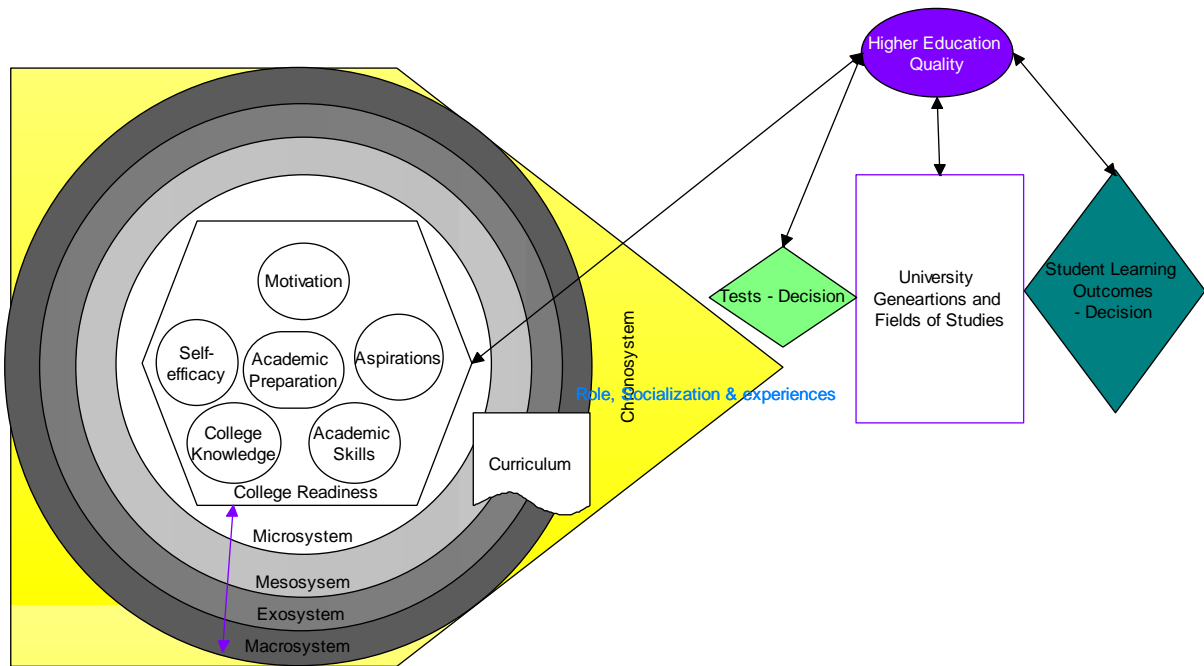 Higher Education
Quality
Motivation
Self-
efficacy
Academic
Preparation
Aspirations
College
Knowledge
Academic
Skills
College Readiness
Microsystem
Mesosysem
Exosystem
Macrosystem
Curriculum
Chronosystem
Role, Socialization & experiences
Tests - Decision
University
Geneartions and
Fields of Studies
Student Learning
Outcomes
- Decision